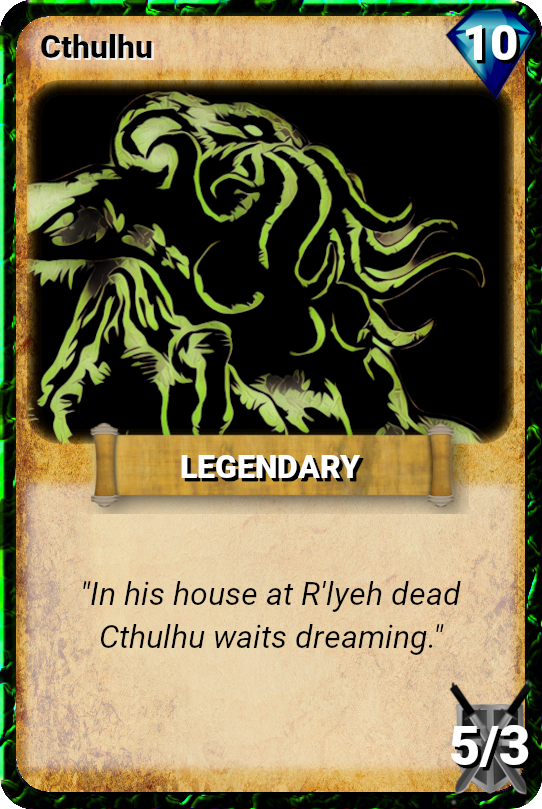 Cthulhu
10
LEGENDARY
"In his house at R'lyeh dead
Cthulhu waits dreaming."
5/3